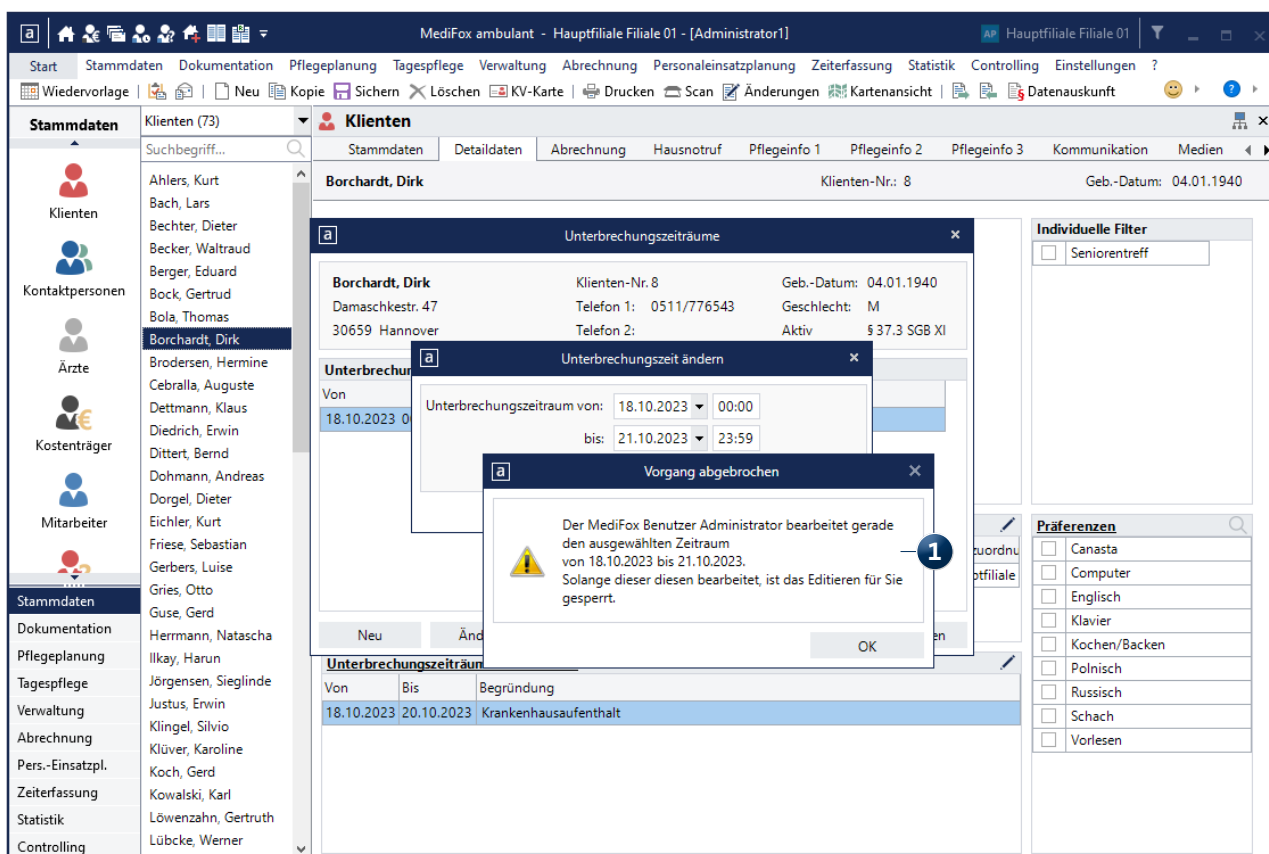 a
MediFox ambulant - Hauptfiliale Filiale 01 - [Administrator1]
AP Hauptfiliale Filiale 01
Start Stammdaten Dokumentation Pflegeplanung Tagespflege Verwaltung Abrechnung Personaleinsatzplanung Zeiterfassung Statistik Controlling Einstellungen ?
Wiedervorlage Neu Kopie Sichern Löschen KV-Karte Drucken Scan Änderungen Kartenansicht Datenauskunft ?
Stammdaten
Klienten
Kontaktpersonen
Ärzte
Kostenträger
Mitarbeiter
Stammdaten
Dokumentation
Pflegeplanung
Tagespflege
Verwaltung
Abrechnung
Pers.-Einsatzpl.
Zeiterfassung
Statistik
Controlling
Klienten (73)
Suchbegriff...
Ahlers, Kurt
Bach, Lars
Bechter, Dieter
Becker, Waltraud
Berger, Eduard
Bock, Gertrud
Bola, Thomas
Borchardt, Dirk
Brodersen, Hermine
Cebralla, Auguste
Dettmann, Klaus
Diedrich, Erwin
Dittert, Bernd
Dohmann, Andreas
Dorgel, Dieter
Eichler, Kurt
Friese, Sebastian
Gerbers, Luise
Gries, Otto
Guse, Gerd
Herrmann, Natascha
Ilkay, Harun
Jörgensen, Sieglinde
Justus, Erwin
Klingel, Silvio
Klüver, Karoline
Koch, Gerd
Kowalski, Karl
Löwenzahn, Gertruth
Lübcke, Werner
Klienten
Stammdaten Detaildaten Abrechnung Hausnotruf Pflegeinfo 1 Pflegeinfo 2 Pflegeinfo 3 Kommunikation Medien
Borchardt, Dirk Klienten-Nr.: 8 Geb.-Datum: 04.01.1940
a Unterbrechungszeiträume
Borchardt, Dirk Klienten-Nr. 8 Geb.-Datum: 04.01.1940
Damaschkestr. 47 Telefon 1: 0511/776543 Geschlecht: M
30659 Hannover Telefon 2: Aktiv § 37.3 SGB XI
Unterbrechun
Von
18.10.2023 0
Neu Änd en
a Unterbrechungszeit ändern
Unterbrechungszeitraum von: 18.10.2023 00:00
bis: 21.10.2023 23:59
a Vorgang abgebrochen
Der MediFox Benutzer Administrator bearbeitet gerade
den ausgewählten Zeitraum
von 18.10.2023 bis 21.10.2023.
Solange dieser diesen bearbeitet, ist das Editieren für Sie
gesperrt.
OK
1
zuordnu
ptfiliale
Unterbrechungszeiträum
Von Bis Begründung
18.10.2023 20.10.2023 Krankenhausaufenthalt
Individuelle Filter
Seniorentreff
Präferenzen
Canasta
Computer
Englisch
Klavier
Kochen/Backen
Polnisch
Russisch
Schach
Vorlesen